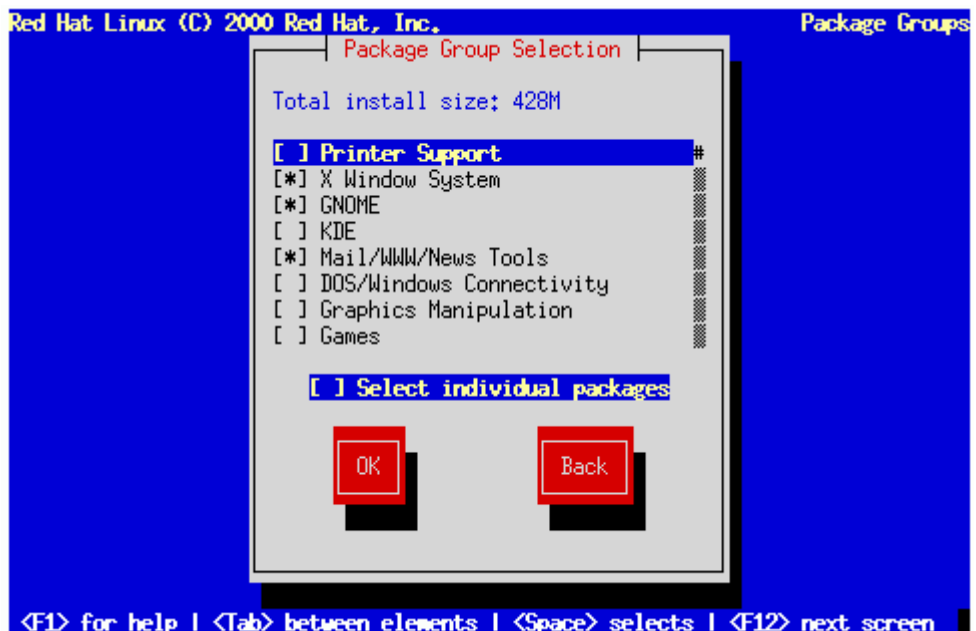 Red Hat Linux (C) 2000 Red Hat, Inc. Package Groups
Package Group Selection
Total install size: 428M
[ ] Printer Support #
[*] X Window System
[*] GNOME
[ ] KDE
[*] Mail/WWW/News Tools
[ ] DOS/Windows Connectivity
[ ] Graphics Manipulation
[ ] Games
[ ] Select individual packages
OK Back
<F1> for help | <Tab> between elements | <Space> selects | <F12> next screen